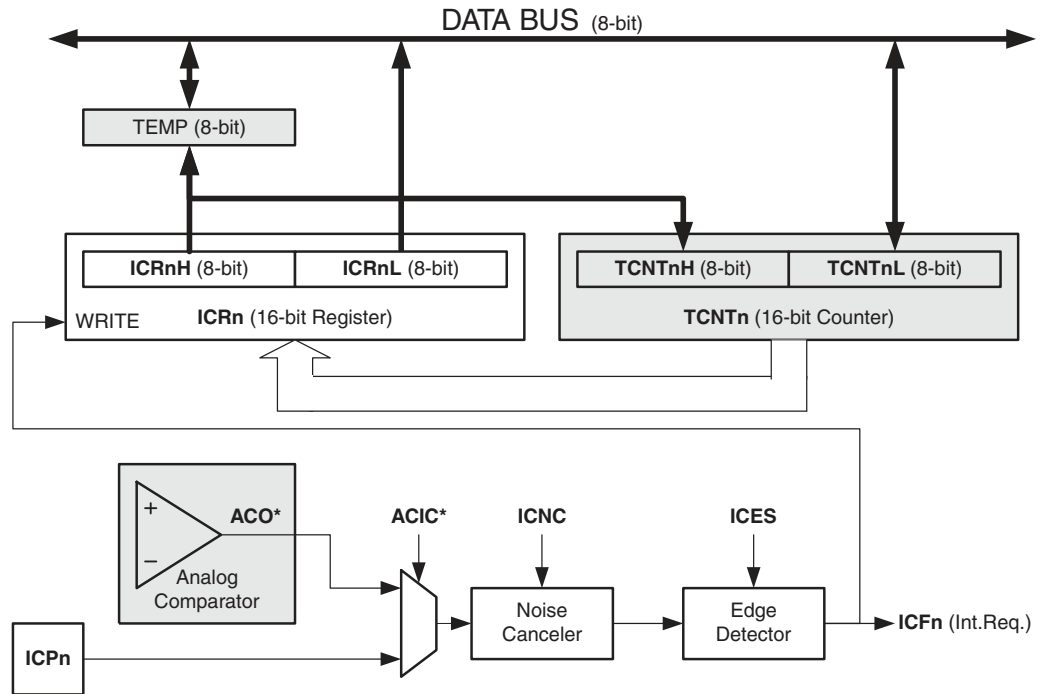 DATA BUS (8-bit)
TEMP (8-bit)
ICRnH (8-bit) ICRnL (8-bit) TCNTnH (8-bit) TCNTnL (8-bit)
WRITE ICRn (16-bit Register) TCNTn (16-bit Counter)
+ ACO* ACIC* ICNC ICES
−
Analog
Comparator
Noise
Canceler
Edge
Detector
ICFn (Int.Req.)
ICPn